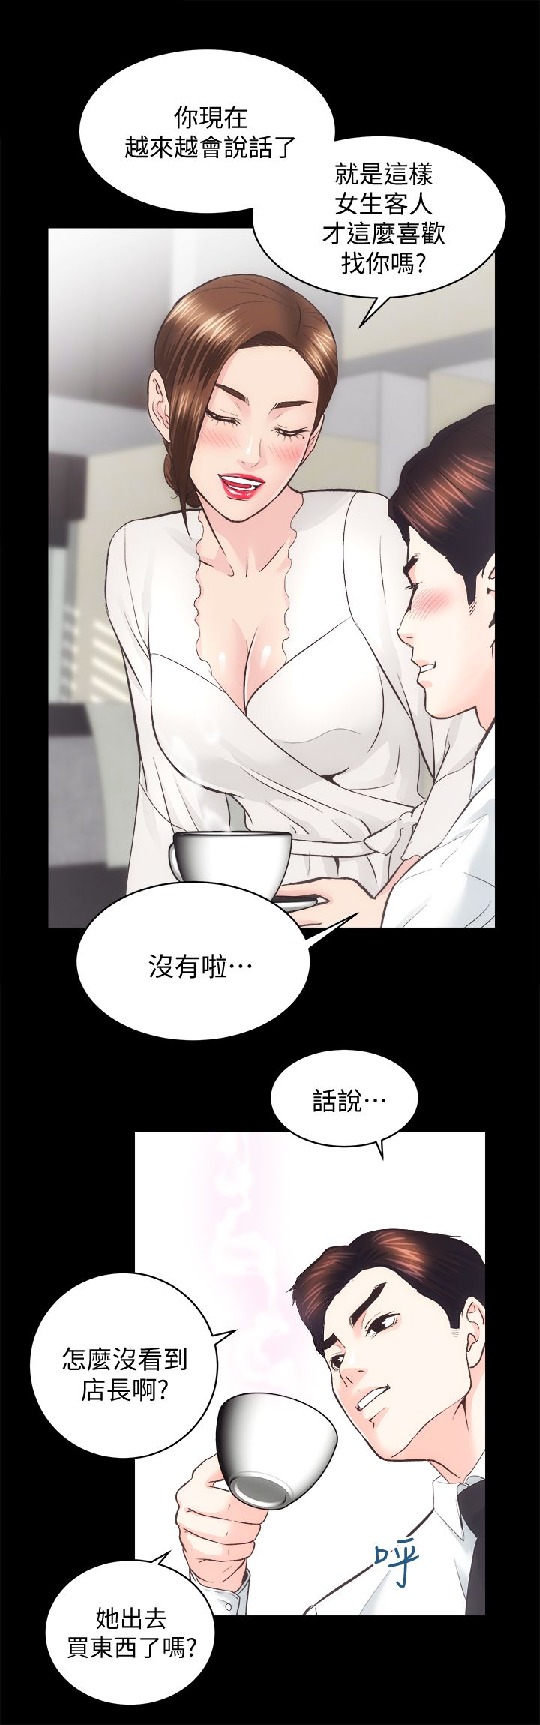 你現在
越來越會說話了
就是這樣
女生客人
才這麼喜歡
找你嗎?
沒有啦…
話說…
怎麼沒看到
店長啊?
呼
她出去
買東西了嗎?